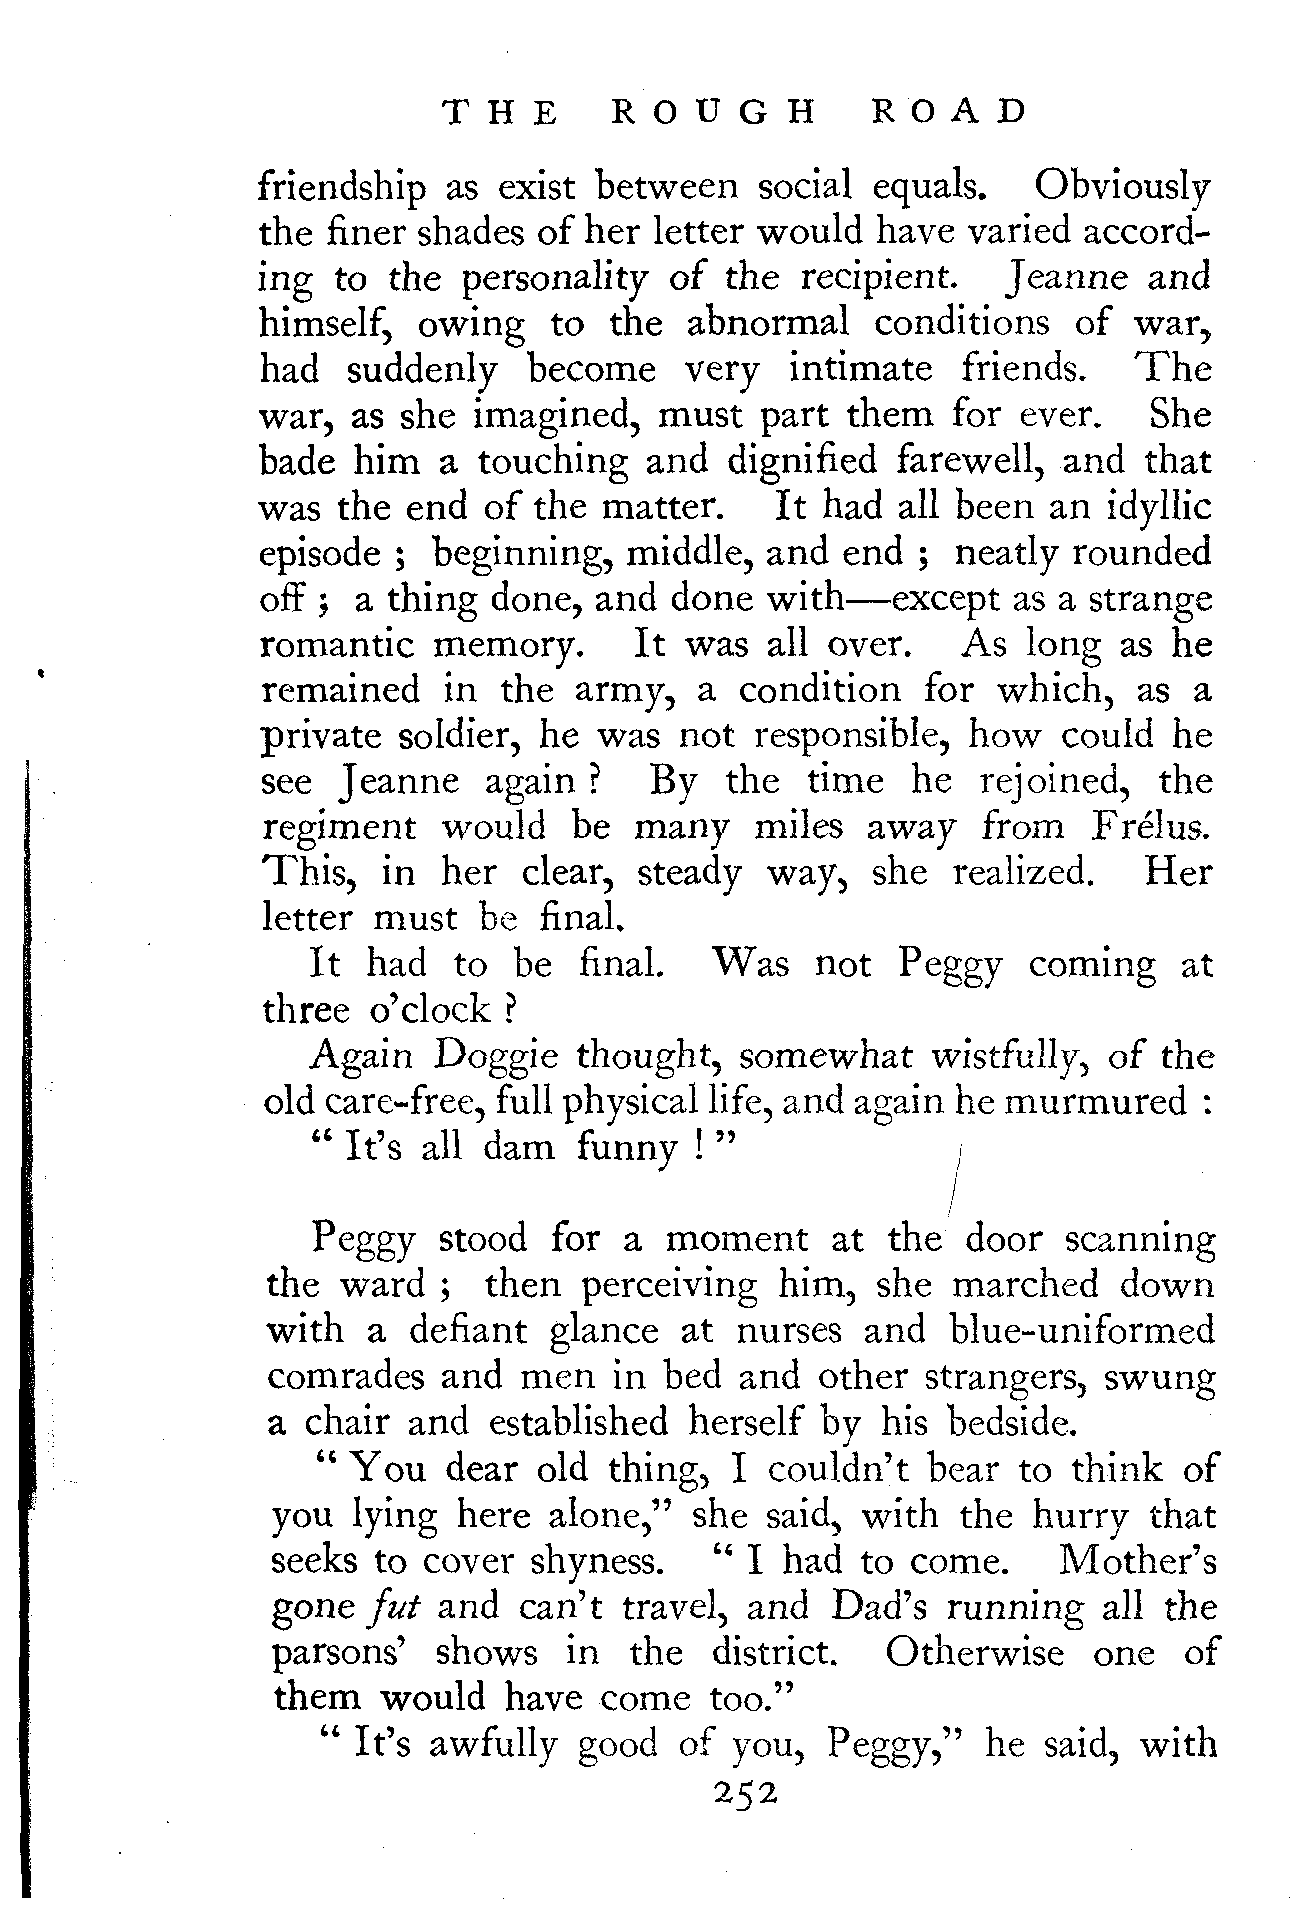 THE ROUGH ROAD
friendship as exist between social equals. Obviously
the finer shades of her letter would have varied accord-
ing to the personality of the recipient. Jeanne and
himself, owing to the abnormal conditions of war,
had suddenly become very intimate friends. The
war, as she imagined, must part them for ever. She
bade him a touching and dignified farewell, and that
was the end of the matter. It had all been an idyllic
episode ; beginning, middle, and end ; neatly rounded
off ; a thing done, and done with—except as a strange
romantic memory. It was all over. As long as he
remained in the army, a condition for which, as a
private soldier, he was not responsible, how could he
see Jeanne again ? By the time he rejoined, the
regiment would be many miles away from Frélus.
This, in her clear, steady way, she realized. Her
letter must be final.
It had to be final. Was not Peggy coming at
three o'clock ?
Again Doggie thought, somewhat wistfully, of the
old care-free, full physical life, and again he murmured :
“ It's all dam funny ! ”
Peggy stood for a moment at the door scanning
the ward ; then perceiving him, she marched down
with a defiant glance at nurses and blue-uniformed
comrades and men in bed and other strangers, swung
a chair and established herself by his bedside.
“ You dear old thing, I couldn't bear to think of
you lying here alone,” she said, with the hurry that
seeks to cover shyness. “ I had to come. Mother's
gone fut and can't travel, and Dad's running all the
parsons' shows in the district. Otherwise one of
them would have come too.”
“ It's awfully good of you, Peggy,” he said, with
252